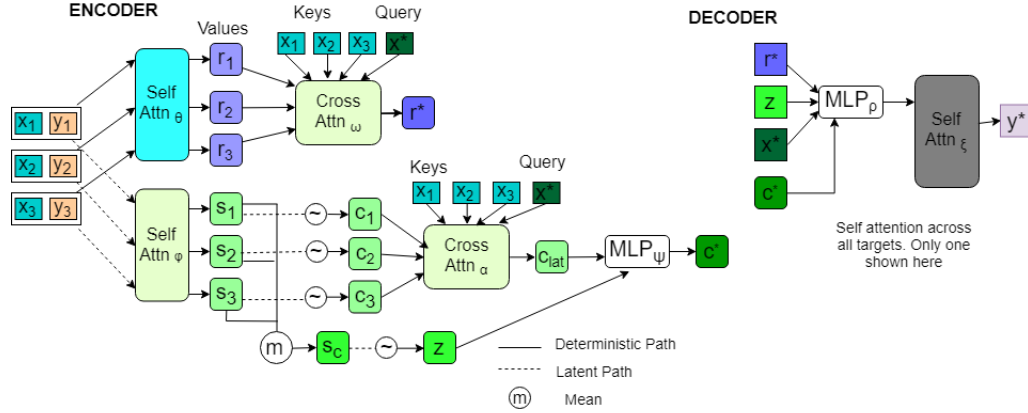 ENCODER
DECODER
Values
Keys
Query
x1 x2 x3 x*
Self
Attn θ
r1
r2
r3
Cross
Attn ω
r*
x1 y1
x2 y2
x3 y3
Self
Attn φ
s1
s2
s3
~
~
~
c1
c2
c3
Keys
Query
x1 x2 x3 x*
Cross
Attn α
clat
MLPψ
c*
m
sc
~
z
Deterministic Path
Latent Path
m
Mean
r*
z
x*
c*
MLPρ
Self
Attn ξ
y*
Self attention across
all targets. Only one
shown here